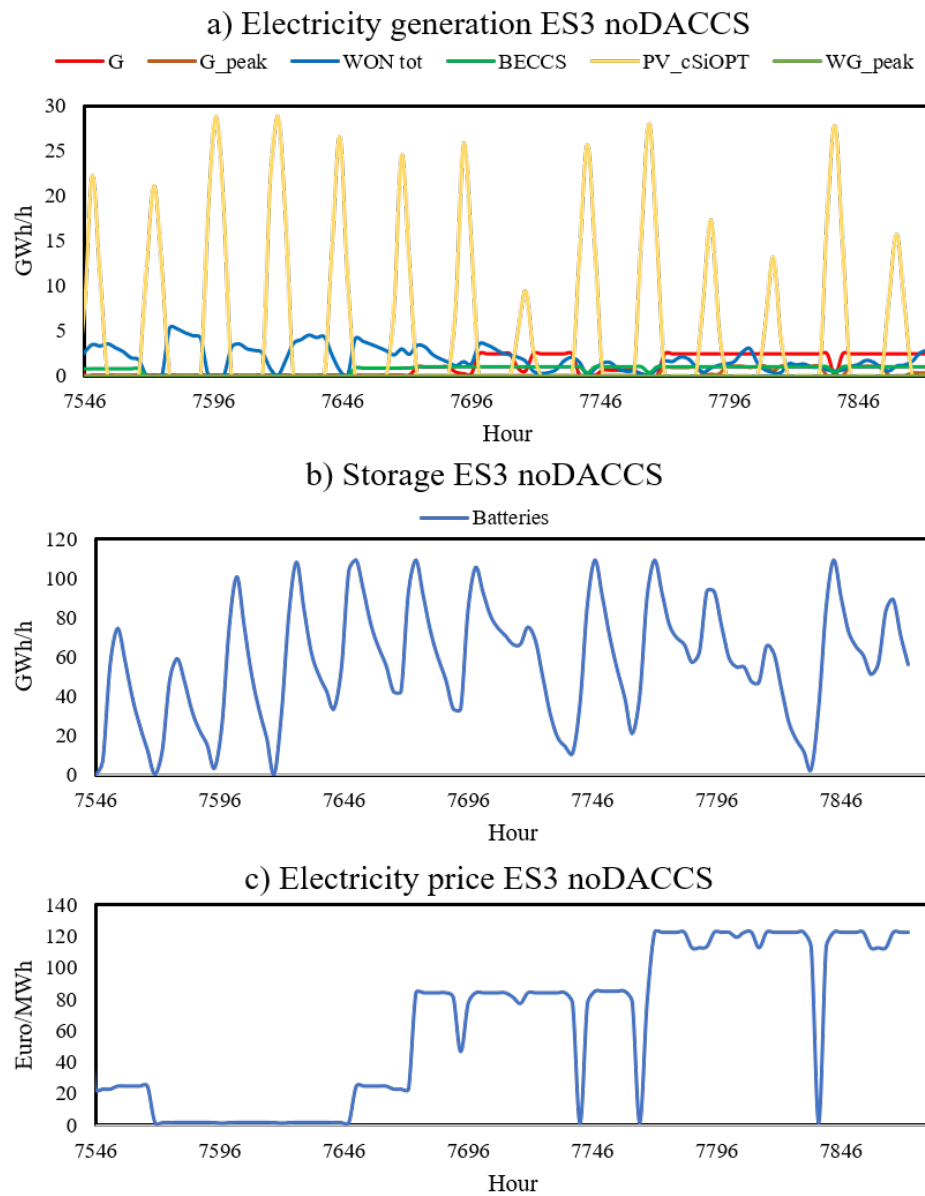 a) Electricity generation ES3 noDACCS
G G_peak WON tot BECCS PV_cSiOPT WG_peak
30
25
20
15
10
5
0
GWh/h
7546 7596 7646 7696 7746 7796 7846
Hour
b) Storage ES3 noDACCS
Batteries
120
100
80
60
40
20
0
GWh/h
7546 7596 7646 7696 7746 7796 7846
Hour
c) Electricity price ES3 noDACCS
140
120
100
80
60
40
20
0
Euro/MWh
7546 7596 7646 7696 7746 7796 7846
Hour